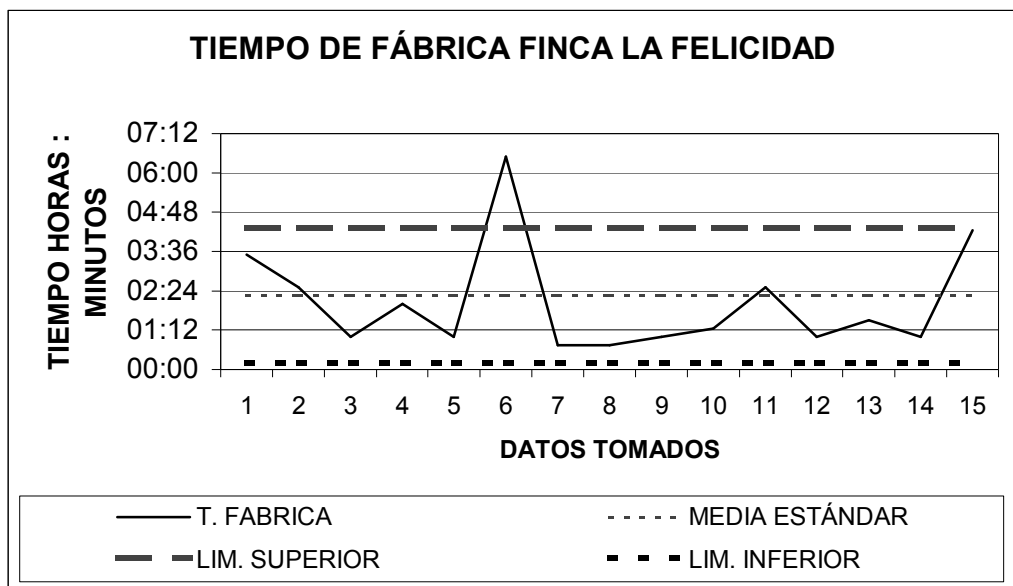 TIEMPO DE FÁBRICA FINCA LA FELICIDAD
TIEMPO HORAS :
MINUTOS
07:12
06:00
04:48
03:36
02:24
01:12
00:00
1 2 3 4 5 6 7 8 9 10 11 12 13 14 15
DATOS TOMADOS
T. FABRICA MEDIA ESTÁNDAR
LIM. SUPERIOR LIM. INFERIOR